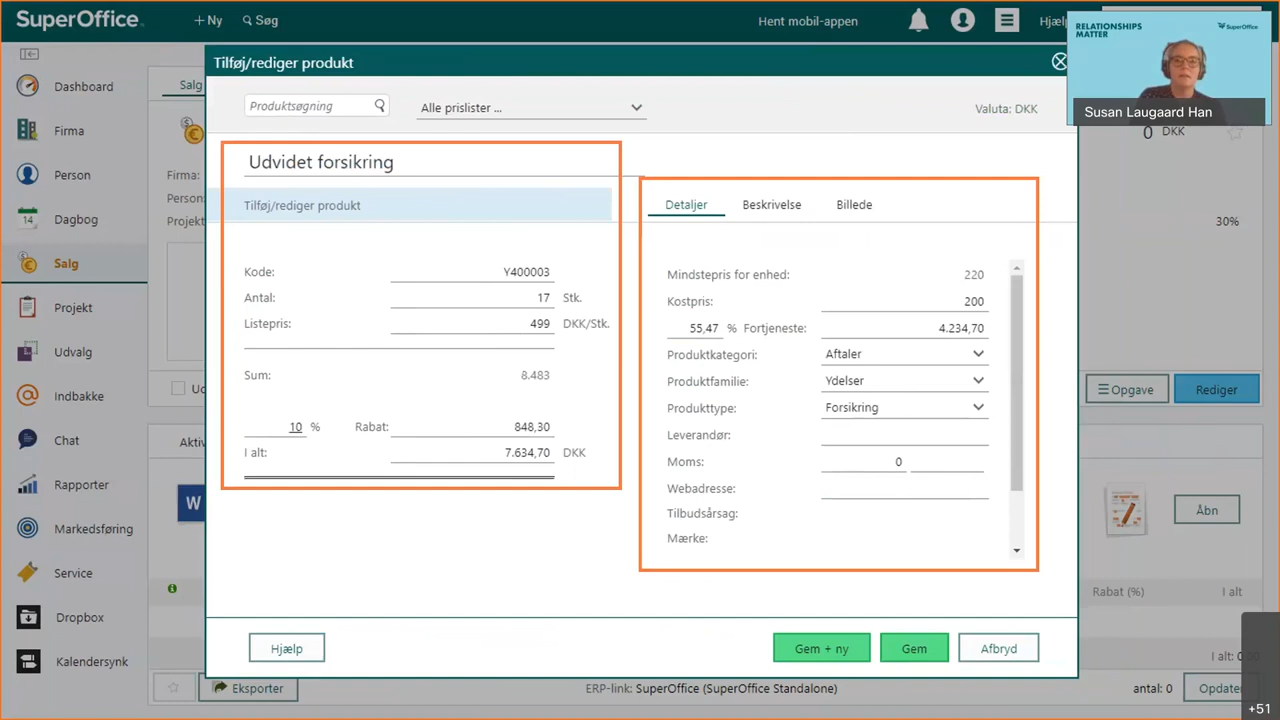 SuperOffice.
+ Ny
Søg
Hent mobil-appen
Hjælp
RELATIONSHIPS
MATTER
SuperOffice
Susan Laugaard Han
Dashboard
Firma
Person
14
Dagbog
Salg
Projekt
Udvalg
Indbakke
Chat
Rapporter
Markedsføring
Service
Dropbox
Kalendersynk
Salg
Firma:
Person:
Projekt
Tilføj/rediger produkt
Produktsøgning
Alle prislister ...
Valuta: DKK
0 DKK
30%
Udvidet forsikring
Tilføj/rediger produkt
Kode: Y400003
Antal: 17 Stk.
Listepris: 499 DKK/Stk.
Sum: 8.483
10 % Rabat: 848,30
I alt: 7.634,70 DKK
Detaljer Beskrivelse Billede
Mindstepris for enhed: 220
Kostpris: 200
55,47 % Fortjeneste: 4.234,70
Produktkategori: Aftaler
Produktfamilie: Ydelser
Produkttype: Forsikring
Leverandør:
Moms: 0
Webadresse:
Tilbudsårsag:
Mærke:
Opgave
Rediger
W
Åbn
Rabat (%) I alt
Hjælp
Gem + ny
Gem
Afbryd
Eksporter
ERP-link: SuperOffice (SuperOffice Standalone)
antal: 0
+51